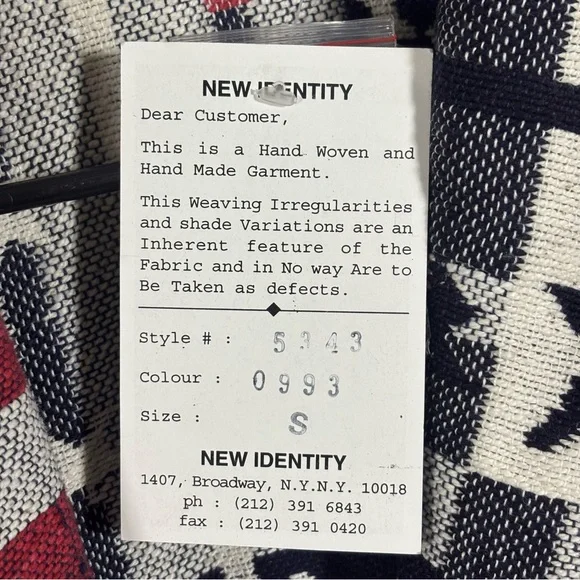 NEW IDENTITY
Dear Customer,
This is a Hand Woven and
Hand Made Garment.
This Weaving Irregularities
and shade Variations are an
Inherent feature of the
Fabric and in No way Are to
Be Taken as defects.
Style # : 5343
Colour : 0993
Size : S
NEW IDENTITY
1407, Broadway, N.Y.N.Y. 10018
ph : (212) 391 6843
fax : (212) 391 0420